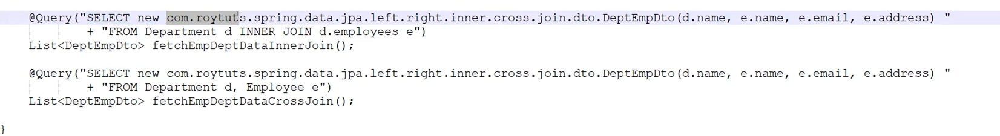 @Query("SELECT new com.roytuts.spring.data.jpa.left.right.inner.cross.join.dto.DeptEmpDto(d.name, e.name, e.email, e.address) "
+ "FROM Department d INNER JOIN d.employees e")
List<DeptEmpDto> fetchEmpDeptDataInnerJoin();
@Query("SELECT new com.roytuts.spring.data.jpa.left.right.inner.cross.join.dto.DeptEmpDto(d.name, e.name, e.email, e.address) "
+ "FROM Department d, Employee e")
List<DeptEmpDto> fetchEmpDeptDataCrossJoin();
}